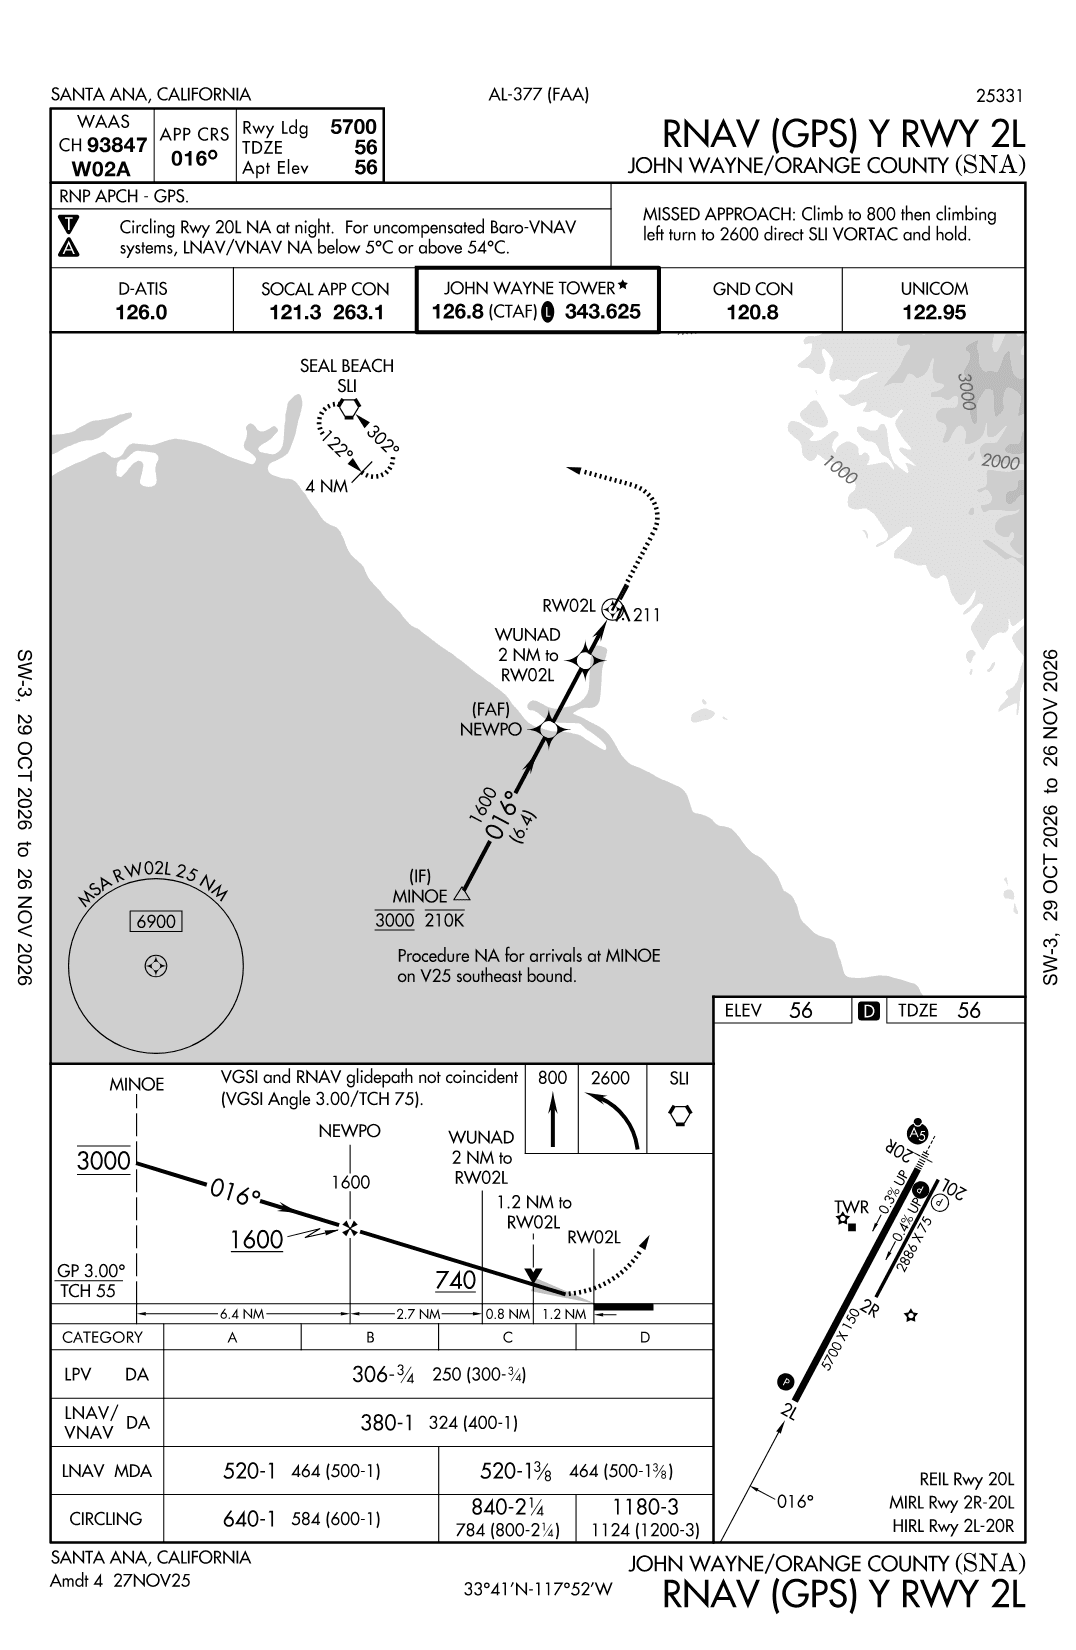 SANTA ANA, CALIFORNIA
AL-377 (FAA)
25331
WAAS
CH 93847
W02A
APP CRS
016°
Rwy Ldg 5700
TDZE 56
Apt Elev 56
RNAV (GPS) Y RWY 2L
JOHN WAYNE/ORANGE COUNTY (SNA)
RNP APCH - GPS.
T
A
Circling Rwy 20L NA at night. For uncompensated Baro-VNAV
systems, LNAV/VNAV NA below 5°C or above 54°C.
MISSED APPROACH: Climb to 800 then climbing
left turn to 2600 direct SLI VORTAC and hold.
D-ATIS
126.0
SOCAL APP CON
121.3 263.1
JOHN WAYNE TOWER★
126.8 (CTAF) L 343.625
GND CON
120.8
UNICOM
122.95
SEAL BEACH
SLI
302°
122°
4 NM
3000
2000
1000
RW02L
211
WUNAD
2 NM to
RW02L
(FAF)
NEWPO
1600
016°
(6.4)
(IF)
MINOE
3000 210K
Procedure NA for arrivals at MINOE
on V25 southeast bound.
MSA RW02L 25 NM
6900
SW-3, 29 OCT 2026 to 26 NOV 2026
SW-3, 29 OCT 2026 to 26 NOV 2026
ELEV 56
D
TDZE 56
A5
20R
20L
P
P
0.3% UP
0.4% UP
TWR
2886 X 75
2R
5700 X 150
P
2L
016°
REIL Rwy 20L
MIRL Rwy 2R-20L
HIRL Rwy 2L-20R
MINOE
VGSI and RNAV glidepath not coincident
(VGSI Angle 3.00/TCH 75).
800
2600
SLI
NEWPO
WUNAD
2 NM to
RW02L
3000
016°
1600
1600
1.2 NM to
RW02L
RW02L
740
GP 3.00°
TCH 55
6.4 NM
2.7 NM
0.8 NM
1.2 NM
CATEGORY A B C D
LPV DA 306-¾ 250 (300-¾)
LNAV/
VNAV DA 380-1 324 (400-1)
LNAV MDA 520-1 464 (500-1) 520-1⅜ 464 (500-1⅜)
CIRCLING 640-1 584 (600-1)
840-2¼
784 (800-2¼)
1180-3
1124 (1200-3)
SANTA ANA, CALIFORNIA
Amdt 4 27NOV25
33°41'N-117°52'W
JOHN WAYNE/ORANGE COUNTY (SNA)
RNAV (GPS) Y RWY 2L